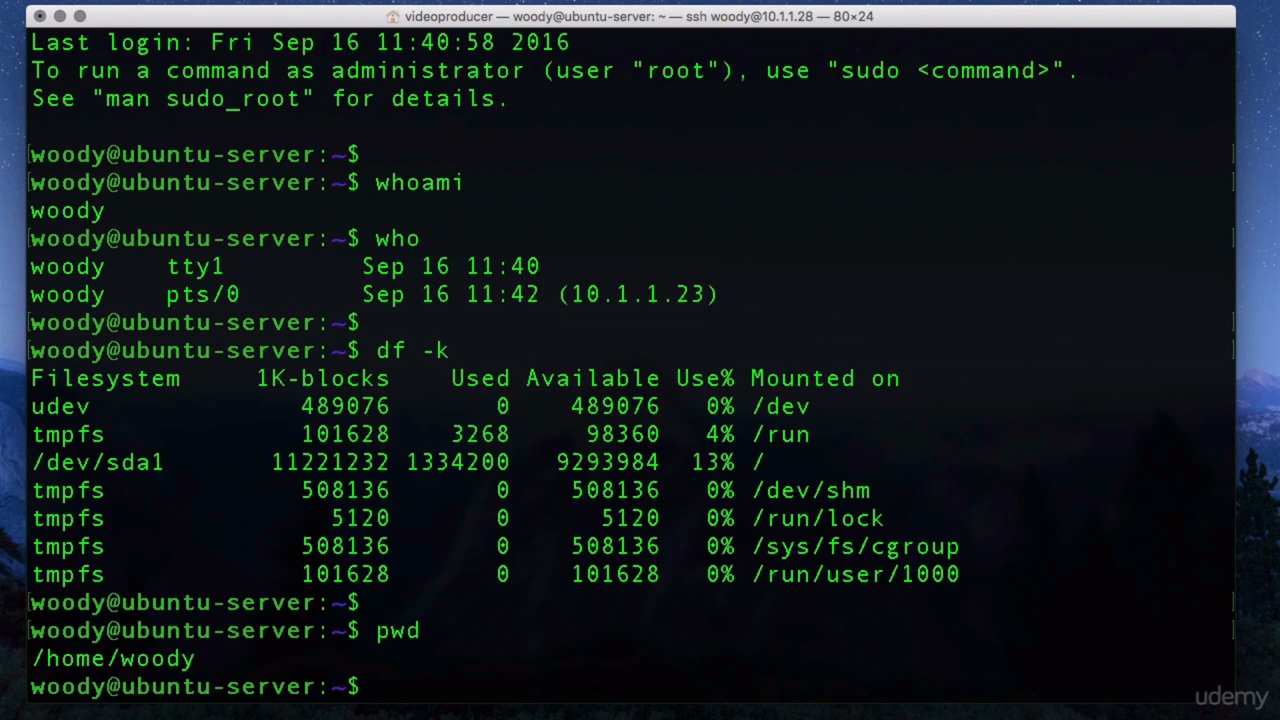 videoproducer — woody@ubuntu-server: ~ — ssh woody@10.1.1.28 — 80×24
Last login: Fri Sep 16 11:40:58 2016
To run a command as administrator (user "root"), use "sudo <command>".
See "man sudo_root" for details.
woody@ubuntu-server:~$
woody@ubuntu-server:~$ whoami
woody
woody@ubuntu-server:~$ who
woody    tty1         Sep 16 11:40
woody    pts/0        Sep 16 11:42 (10.1.1.23)
woody@ubuntu-server:~$
woody@ubuntu-server:~$ df -k
Filesystem     1K-blocks    Used Available Use% Mounted on
udev              489076       0    489076   0% /dev
tmpfs             101628    3268     98360   4% /run
/dev/sda1       11221232 1334200   9293984  13% /
tmpfs             508136       0    508136   0% /dev/shm
tmpfs               5120       0      5120   0% /run/lock
tmpfs             508136       0    508136   0% /sys/fs/cgroup
tmpfs             101628       0    101628   0% /run/user/1000
woody@ubuntu-server:~$
woody@ubuntu-server:~$ pwd
/home/woody
woody@ubuntu-server:~$
udemy